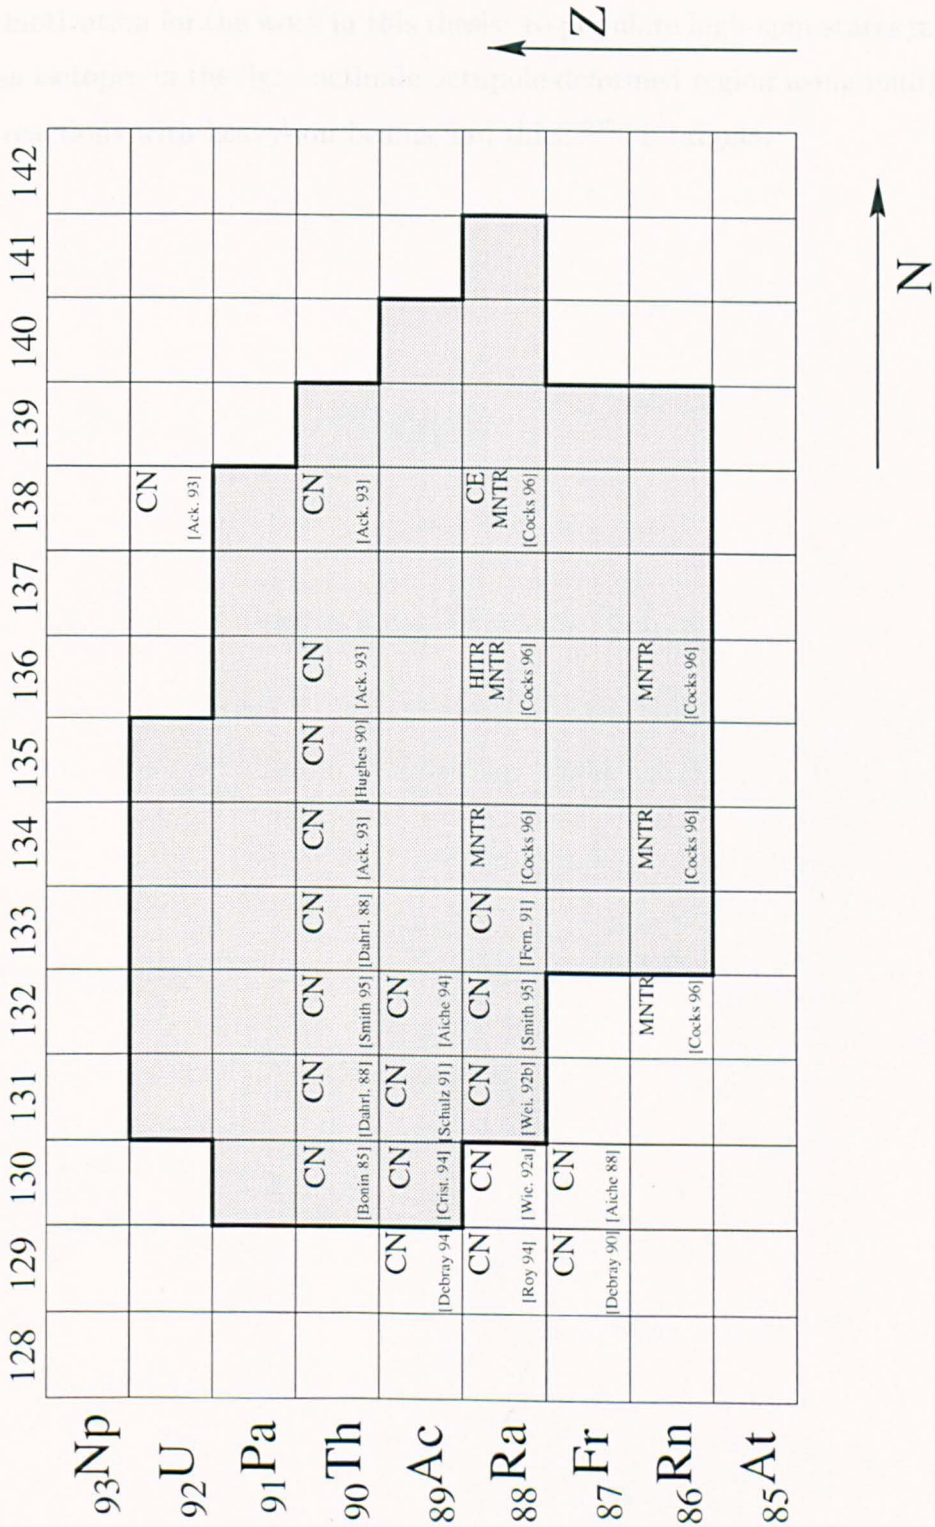 128 129 130 131 132 133 134 135 136 137 138 139 140 141 142
93Np
92U
CN
[Ack. 93]
91Pa
90Th
CN CN CN CN CN CN CN CN
[Bonin 85] [Dahrl. 88] [Smith 95] [Dahrl. 88] [Ack. 93] [Hughes 90] [Ack. 93] [Ack. 93]
89Ac
CN CN CN CN
[Debray 94] [Crist. 94] [Schulz 91] [Aiche 94]
88Ra
CN CN CN CN CN MNTR HITR CE
MNTR MNTR
[Roy 94] [Wie. 92a] [Wei. 92b] [Smith 95] [Fern. 91] [Cocks 96] [Cocks 96] [Cocks 96]
87Fr
CN CN
[Debray 90] [Aiche 88]
86Rn
MNTR MNTR MNTR
[Cocks 96] [Cocks 96] [Cocks 96]
85At
Z
N